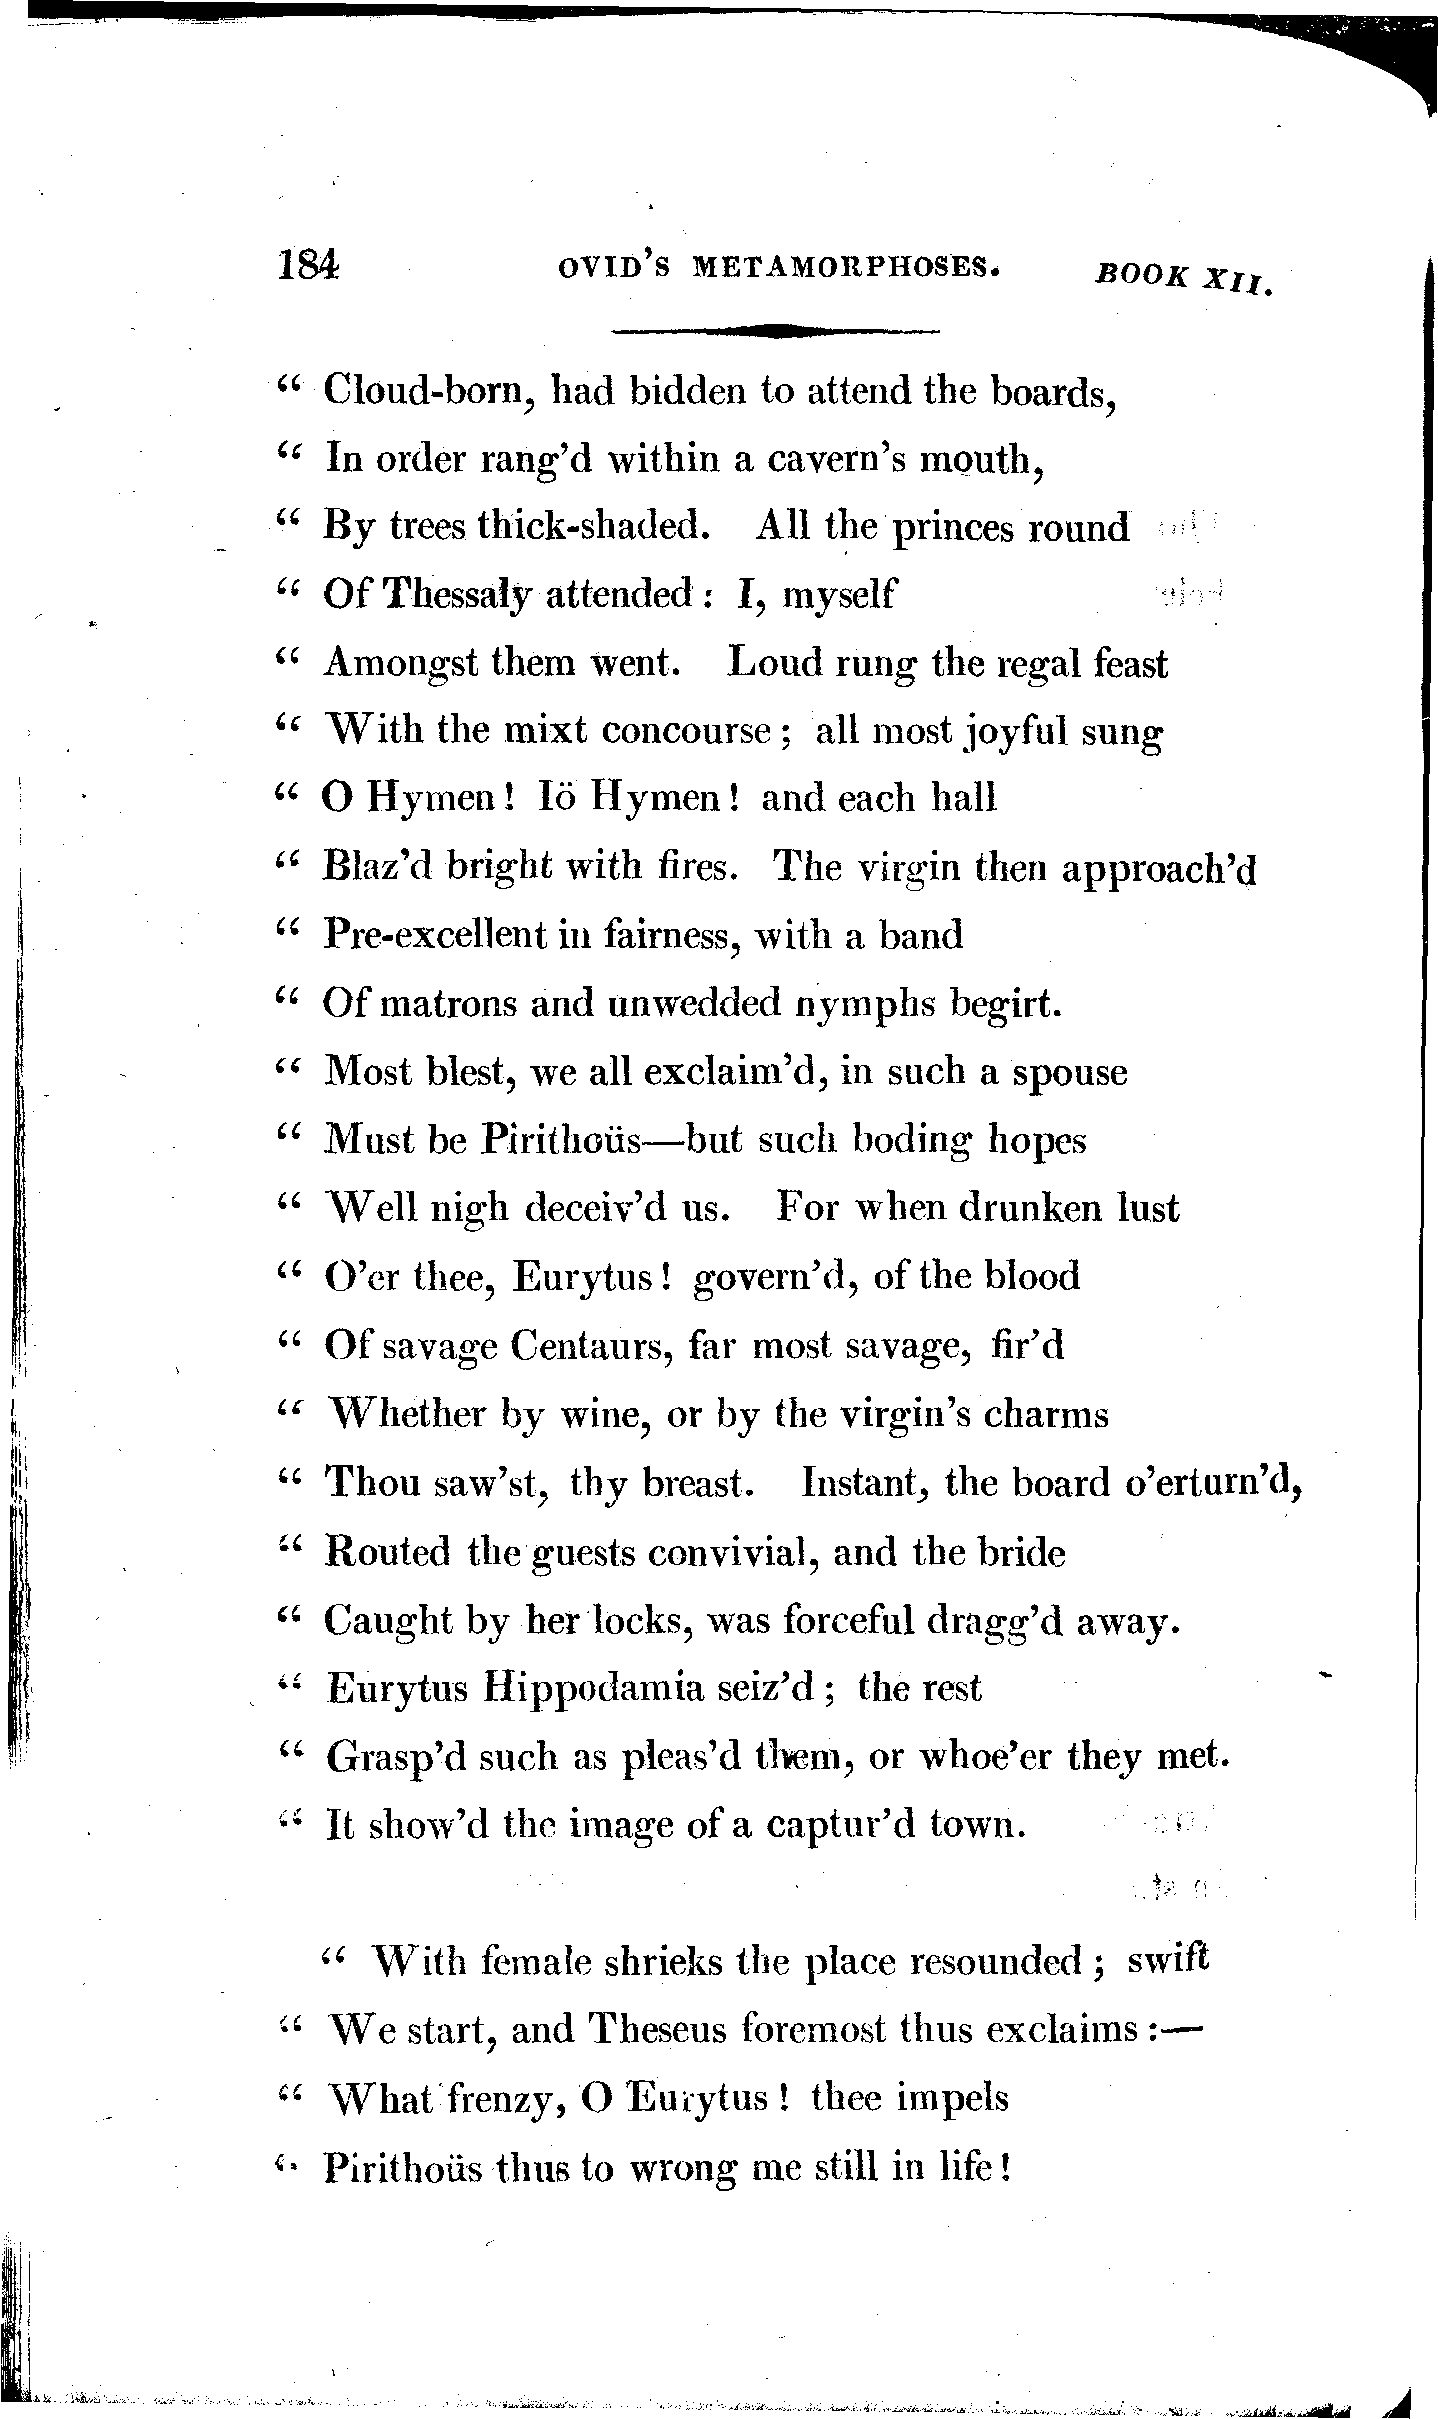 184 OVID'S METAMORPHOSES. BOOK XII.
“ Cloud-born, had bidden to attend the boards,
“ In order rang'd within a cavern's mouth,
“ By trees thick-shaded. All the princes round
“ Of Thessaly attended : I, myself
“ Amongst them went. Loud rung the regal feast
“ With the mixt concourse ; all most joyful sung
“ O Hymen ! Iö Hymen ! and each hall
“ Blaz'd bright with fires. The virgin then approach'd
“ Pre-excellent in fairness, with a band
“ Of matrons and unwedded nymphs begirt.
“ Most blest, we all exclaim'd, in such a spouse
“ Must be Pirithoüs—but such boding hopes
“ Well nigh deceiv'd us. For when drunken lust
“ O'er thee, Eurytus ! govern'd, of the blood
“ Of savage Centaurs, far most savage, fir'd
“ Whether by wine, or by the virgin's charms
“ Thou saw'st, thy breast. Instant, the board o'erturn'd,
“ Routed the guests convivial, and the bride
“ Caught by her locks, was forceful dragg'd away.
“ Eurytus Hippodamia seiz'd ; the rest
“ Grasp'd such as pleas'd them, or whoe'er they met.
“ It show'd the image of a captur'd town.
“ With female shrieks the place resounded ; swift
“ We start, and Theseus foremost thus exclaims :—
“ What frenzy, O Eurytus ! thee impels
“ Pirithoüs thus to wrong me still in life !